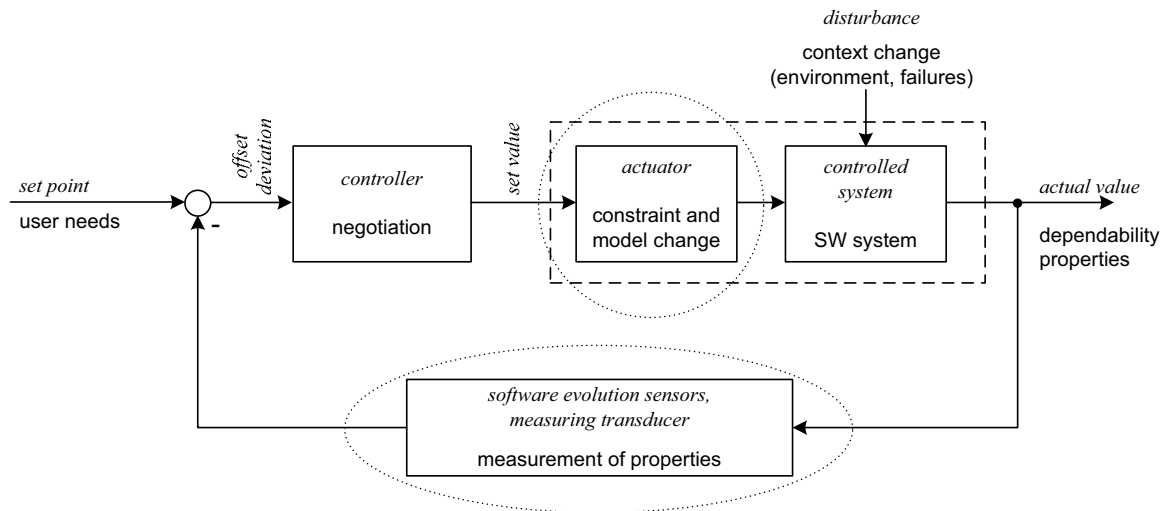 disturbance
context change
(environment, failures)
set point
user needs
-
offset
deviation
controller
negotiation
set value
actuator
constraint and
model change
controlled
system
SW system
actual value
dependability
properties
software evolution sensors,
measuring transducer
measurement of properties